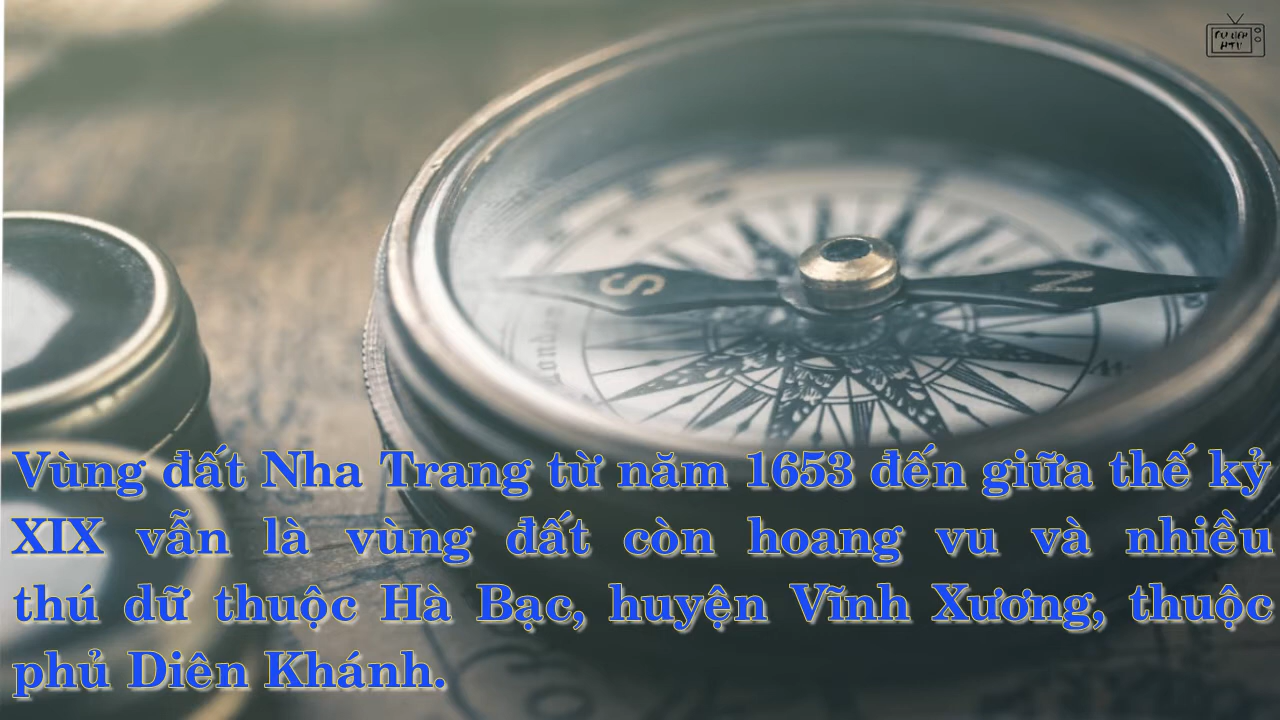 S
N
London
Vùng đất Nha Trang từ năm 1653 đến giữa thế kỷ
XIX vẫn là vùng đất còn hoang vu và nhiều
thú dữ thuộc Hà Bạc, huyện Vĩnh Xương, thuộc
phủ Diên Khánh.